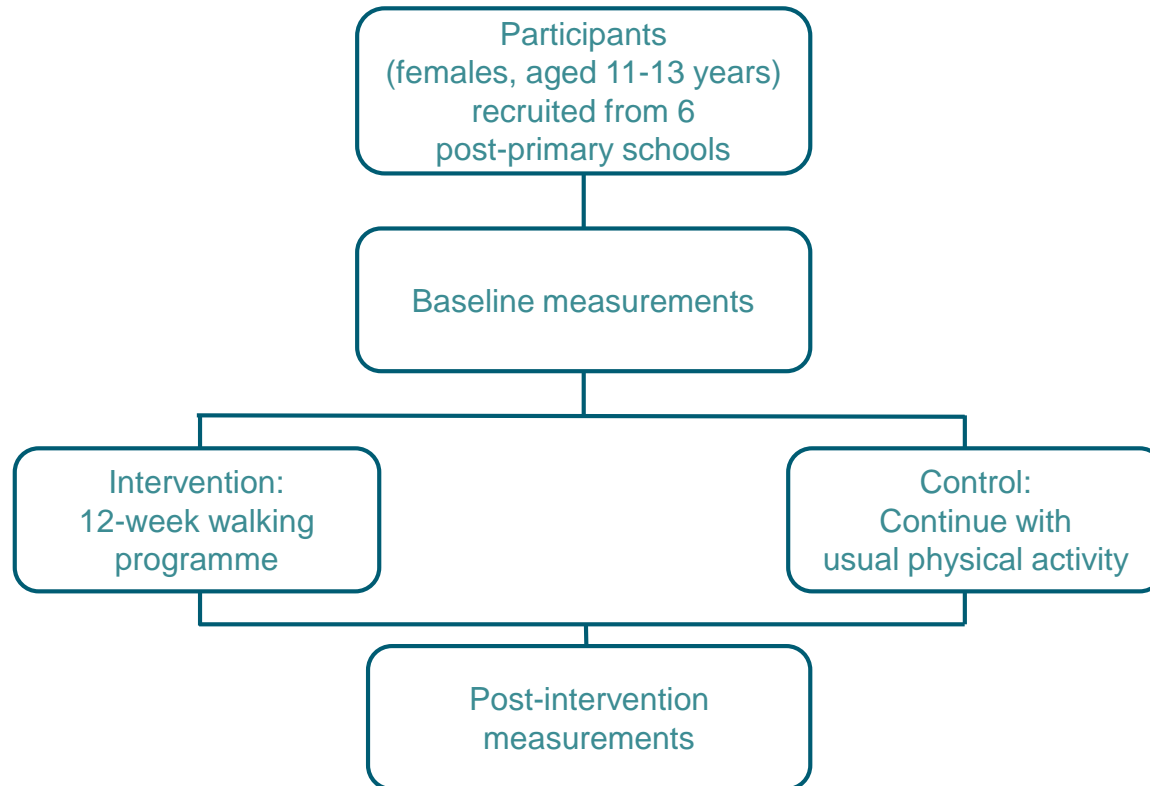 Participants
(females, aged 11-13 years)
recruited from 6
post-primary schools
Baseline measurements
Intervention:
12-week walking
programme
Control:
Continue with
usual physical activity
Post-intervention
measurements